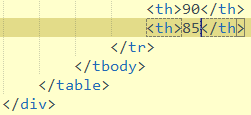 <th>90</th>
<th>85</th>
</tr>
</tbody>
</table>
</div>